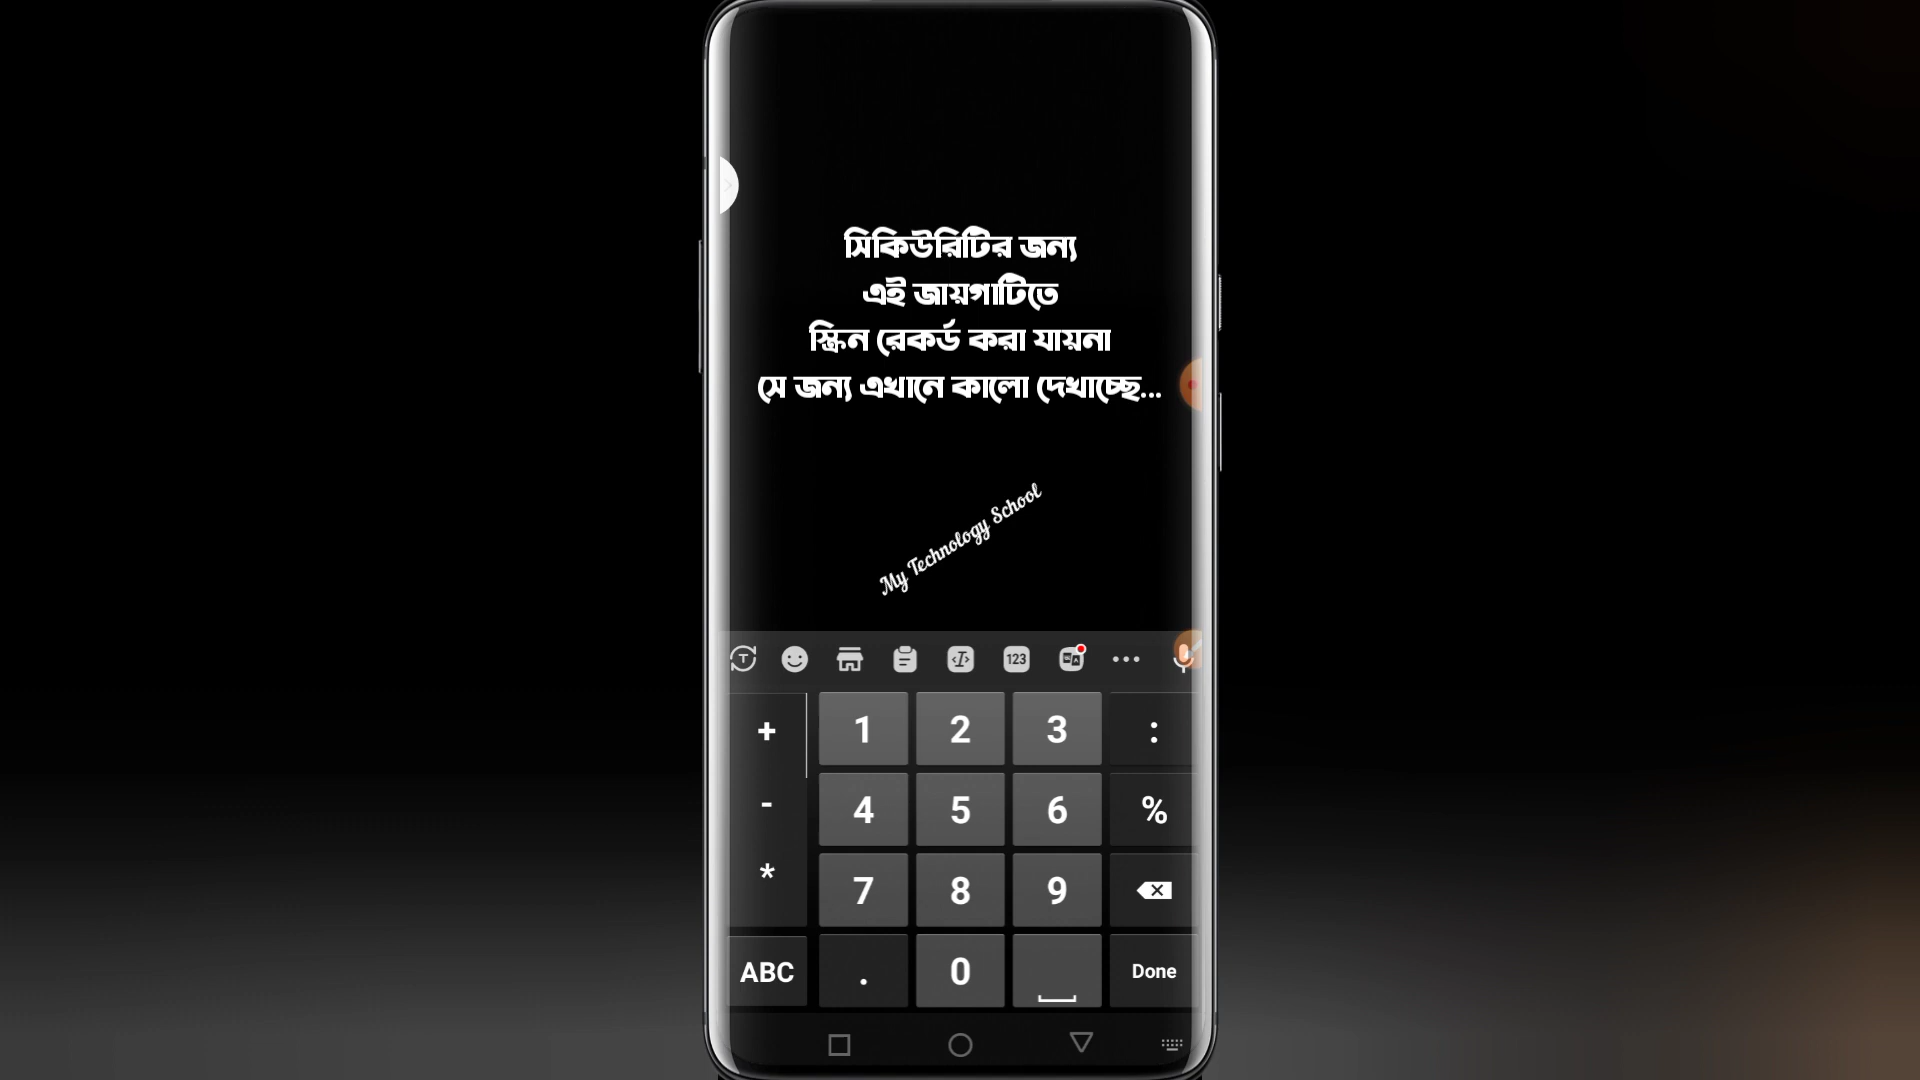 সিকিউরিটির জন্য
এই জায়গাটিতে
স্ক্রিন রেকর্ড করা যায়না
সে জন্য এখানে কালো দেখাচ্ছে...
My Technology School
123
+ 1 2 3 :
- 4 5 6 %
* 7 8 9
ABC . 0 Done